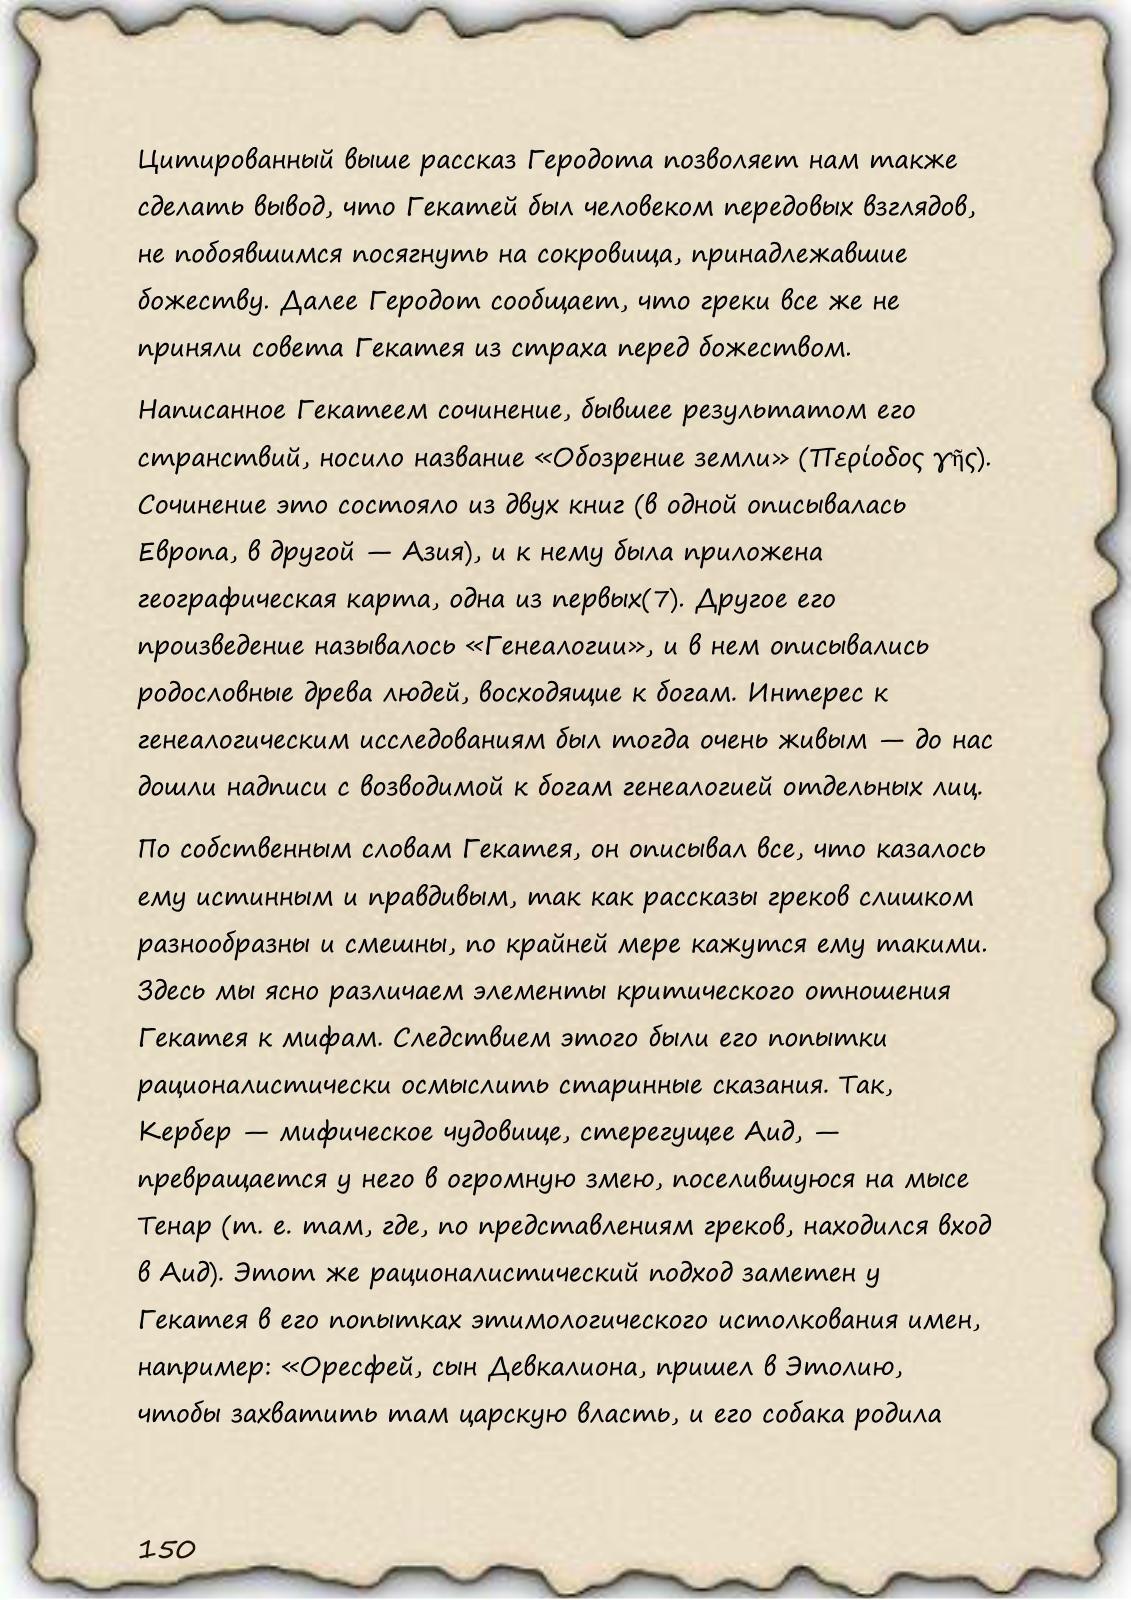 Цитированный выше рассказ Геродота позволяет нам также
сделать вывод, что Гекатей был человеком передовых взглядов,
не побоявшимся посягнуть на сокровища, принадлежавшие
божеству. Далее Геродот сообщает, что греки все же не
приняли совета Гекатея из страха перед божеством.
Написанное Гекатеем сочинение, бывшее результатом его
странствий, носило название «Обозрение земли» (Περίοδος γῆς).
Сочинение это состояло из двух книг (в одной описывалась
Европа, в другой — Азия), и к нему была приложена
географическая карта, одна из первых(7). Другое его
произведение называлось «Генеалогии», и в нем описывались
родословные древа людей, восходящие к богам. Интерес к
генеалогическим исследованиям был тогда очень живым — до нас
дошли надписи с возводимой к богам генеалогией отдельных лиц.
По собственным словам Гекатея, он описывал все, что казалось
ему истинным и правдивым, так как рассказы греков слишком
разнообразны и смешны, по крайней мере кажутся ему такими.
Здесь мы ясно различаем элементы критического отношения
Гекатея к мифам. Следствием этого были его попытки
рационалистически осмыслить старинные сказания. Так,
Кербер — мифическое чудовище, стерегущее Аид, —
превращается у него в огромную змею, поселившуюся на мысе
Тенар (т. е. там, где, по представлениям греков, находился вход
в Аид). Этот же рационалистический подход заметен у
Гекатея в его попытках этимологического истолкования имен,
например: «Оресфей, сын Девкалиона, пришел в Этолию,
чтобы захватить там царскую власть, и его собака родила
150